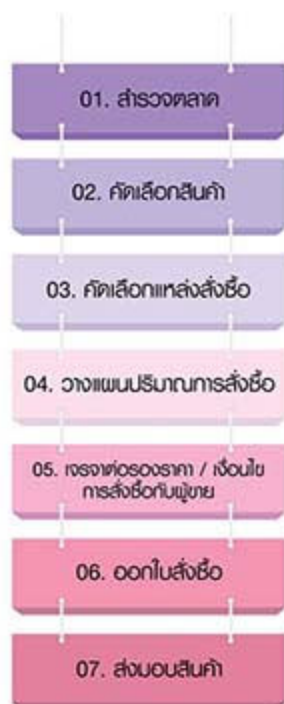 01. สำรวจตลาด
02. คัดเลือกสินค้า
03. คัดเลือกแหล่งสั่งซื้อ
04. วางแผนปริมาณการสั่งซื้อ
05. เจรจาต่อรองราคา / เงื่อนไข
การสั่งซื้อกับผู้ขาย
06. ออกใบสั่งซื้อ
07. ส่งมอบสินค้า